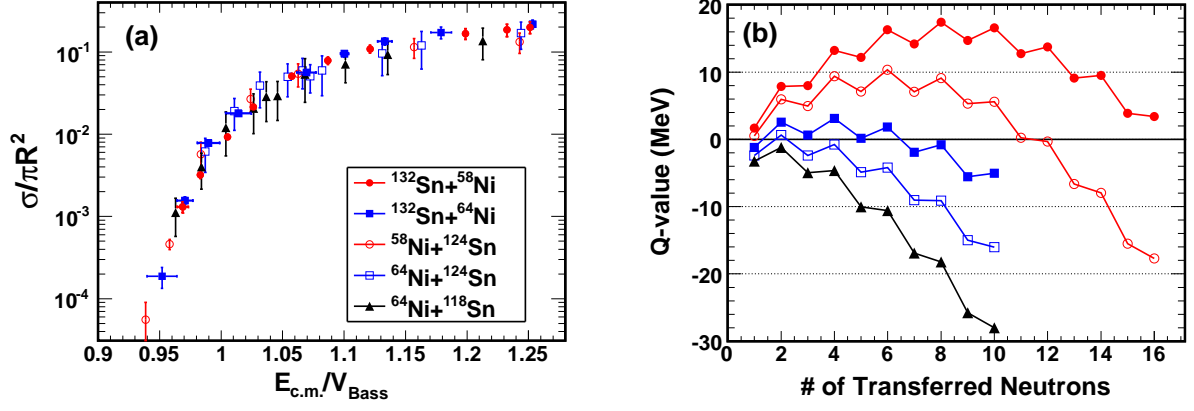 (a)
σ/πR²
10⁻¹
10⁻²
10⁻³
10⁻⁴
¹³²Sn+⁵⁸Ni
¹³²Sn+⁶⁴Ni
⁵⁸Ni+¹²⁴Sn
⁶⁴Ni+¹²⁴Sn
⁶⁴Ni+¹¹⁸Sn
0.9 0.95 1 1.05 1.1 1.15 1.2 1.25
E_c.m./V_Bass
(b)
Q-value (MeV)
20
10
0
-10
-20
-30
0 2 4 6 8 10 12 14 16
# of Transferred Neutrons